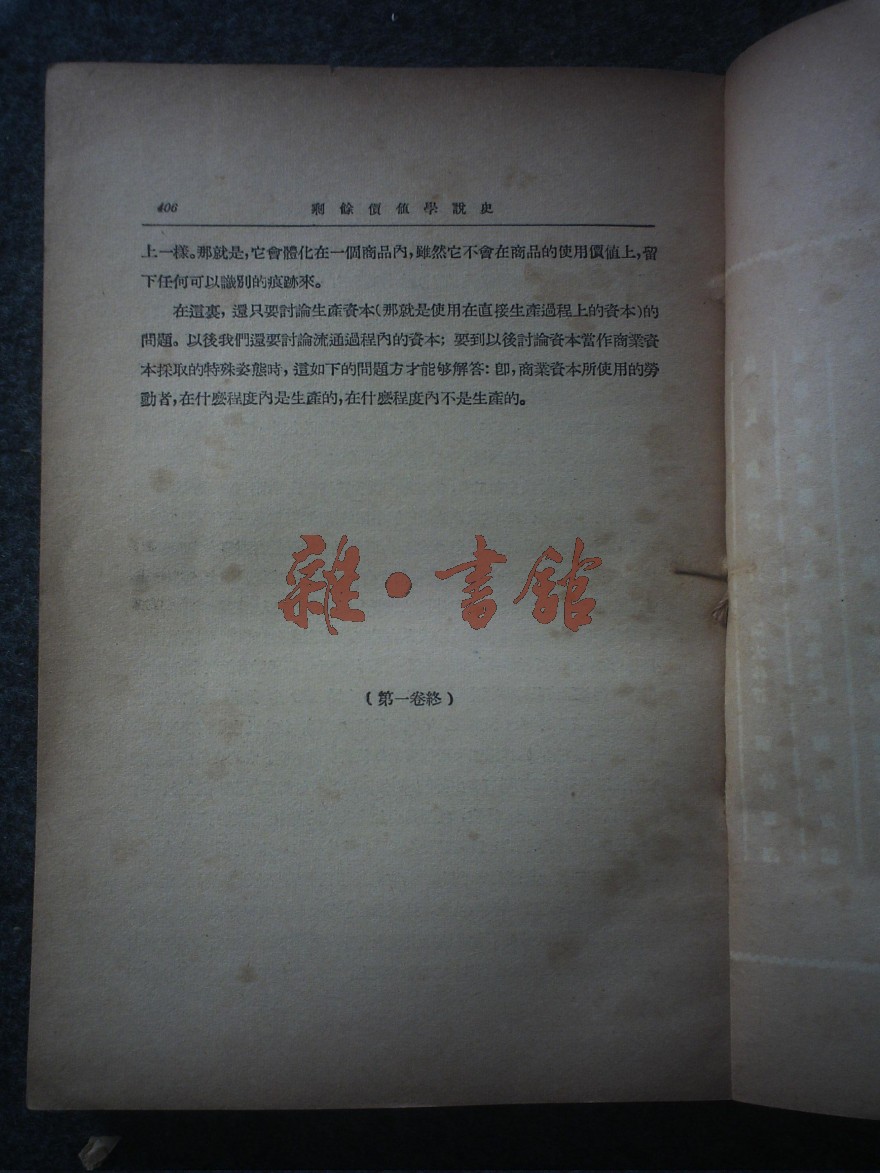 406 剩餘價值學說史
上一樣。那就是，它會體化在一個商品內，雖然它不會在商品的使用價値上，留
下任何可以識別的痕跡來。
在這裏，還只要討論生產資本（那就是使用在直接生產過程上的資本）的
問題。以後我們還要討論流通過程內的資本；要到以後討論資本當作商業資
本採取的特殊姿態時，這如下的問題方才能够解答：卽，商業資本所使用的勞
動者，在什麽程度內是生產的，在什麽程度內不是生產的。
雜·書館
（第一卷終）